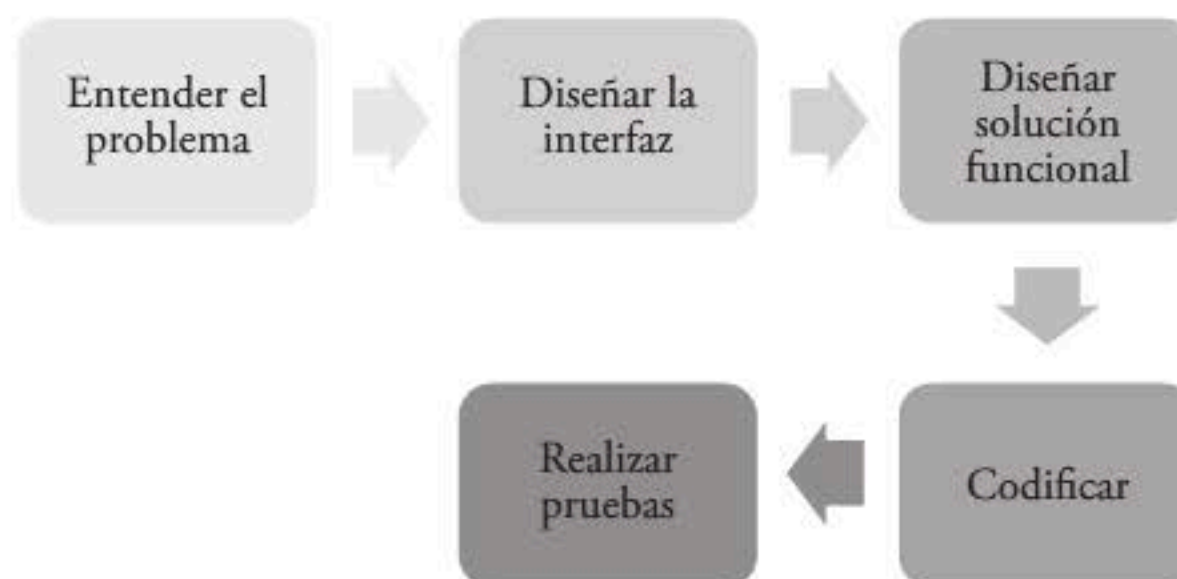 Entender el
problema
Diseñar la
interfaz
Diseñar
solución
funcional
Codificar
Realizar
pruebas